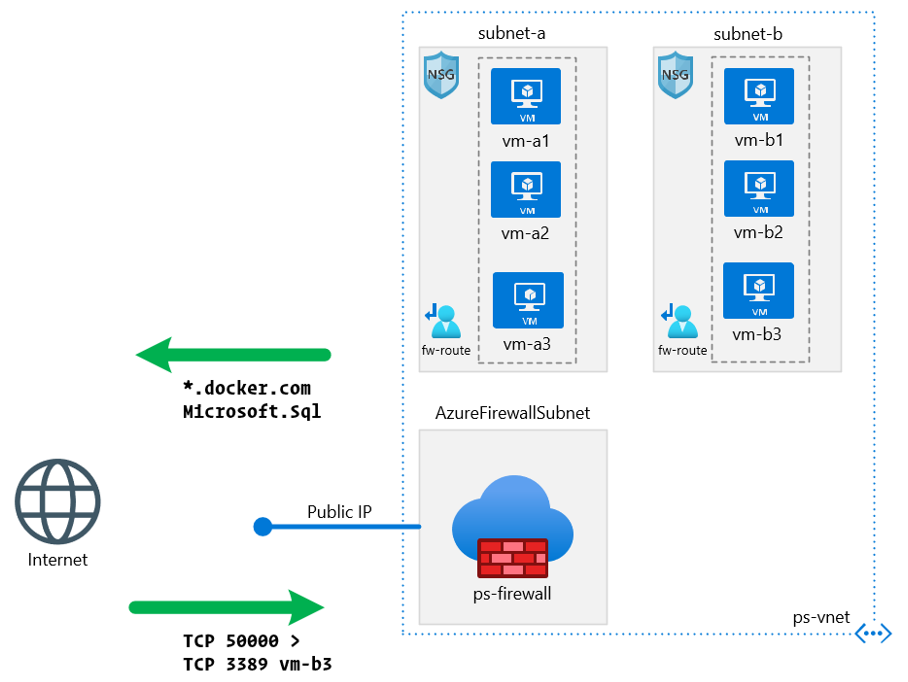 subnet-a
subnet-b
NSG
NSG
VM
VM
vm-a1
vm-b1
VM
VM
vm-a2
vm-b2
VM
VM
vm-a3
vm-b3
fw-route
fw-route
*.docker.com
Microsoft.Sql
AzureFirewallSubnet
Public IP
Internet
ps-firewall
ps-vnet
TCP 50000 >
TCP 3389 vm-b3